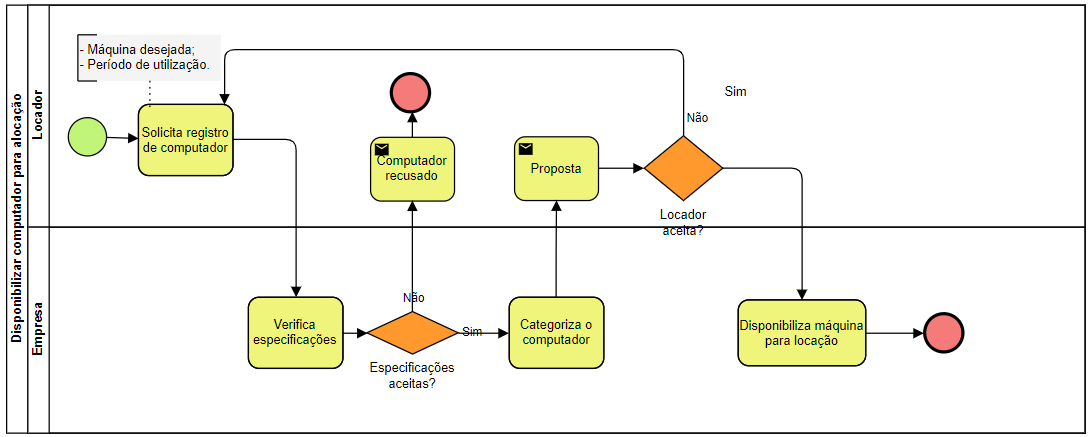 Disponibilizar computador para alocação
Locador
- Máquina desejada;
- Período de utilização.
Solicita registro
de computador
Computador
recusado
Proposta
Não
Sim
Locador
aceita?
Empresa
Verifica
especificações
Não
Sim
Especificações
aceitas?
Categoriza o
computador
Disponibiliza máquina
para locação